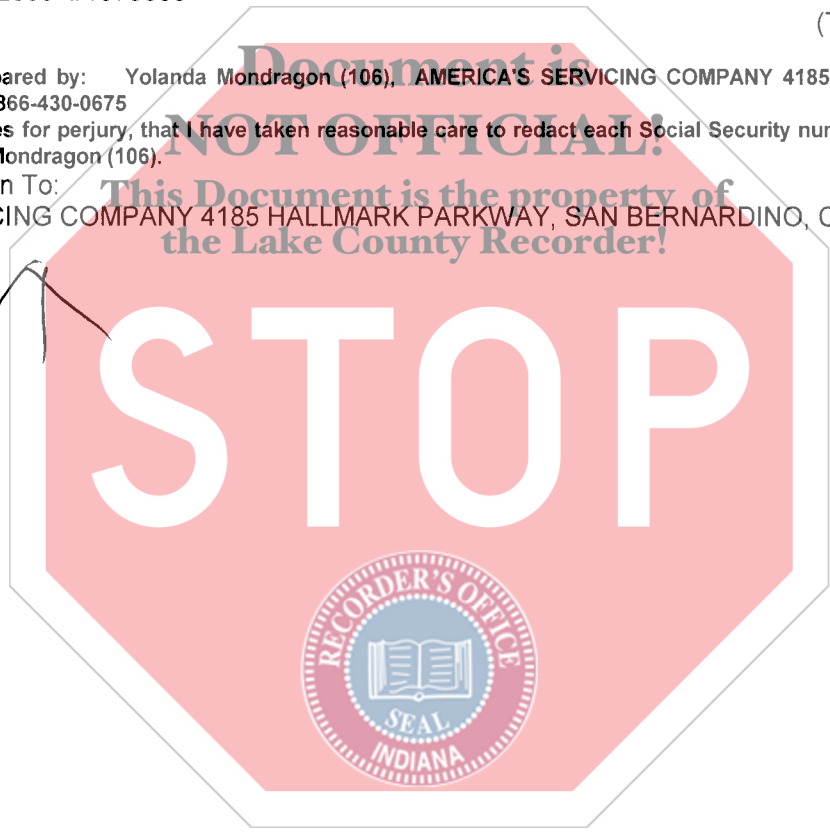 (T
ared by: Yolanda Mondragon (106), AMERICA'S SERVICING COMPANY 4185
866-430-0675
es for perjury, that I have taken reasonable care to redact each Social Security nur
Mondragon (106).
n To:
CING COMPANY 4185 HALLMARK PARKWAY, SAN BERNARDINO, C
Document is
NOT OFFICIAL!
This Document is the property of
the Lake County Recorder!
STOP
RECORDER'S OFFICE
SEAL
INDIANA